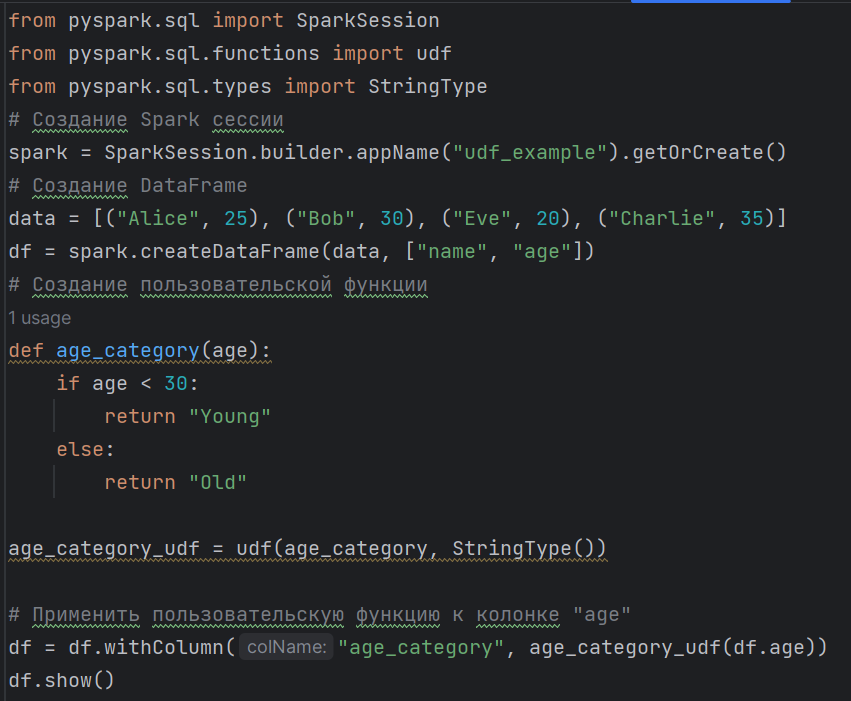 from pyspark.sql import SparkSession
from pyspark.sql.functions import udf
from pyspark.sql.types import StringType
# Создание Spark сессии
spark = SparkSession.builder.appName("udf_example").getOrCreate()
# Создание DataFrame
data = [("Alice", 25), ("Bob", 30), ("Eve", 20), ("Charlie", 35)]
df = spark.createDataFrame(data, ["name", "age"])
# Создание пользовательской функции
1 usage
def age_category(age):
    if age < 30:
        return "Young"
    else:
        return "Old"
age_category_udf = udf(age_category, StringType())
# Применить пользовательскую функцию к колонке "age"
df = df.withColumn( colName: "age_category", age_category_udf(df.age))
df.show()